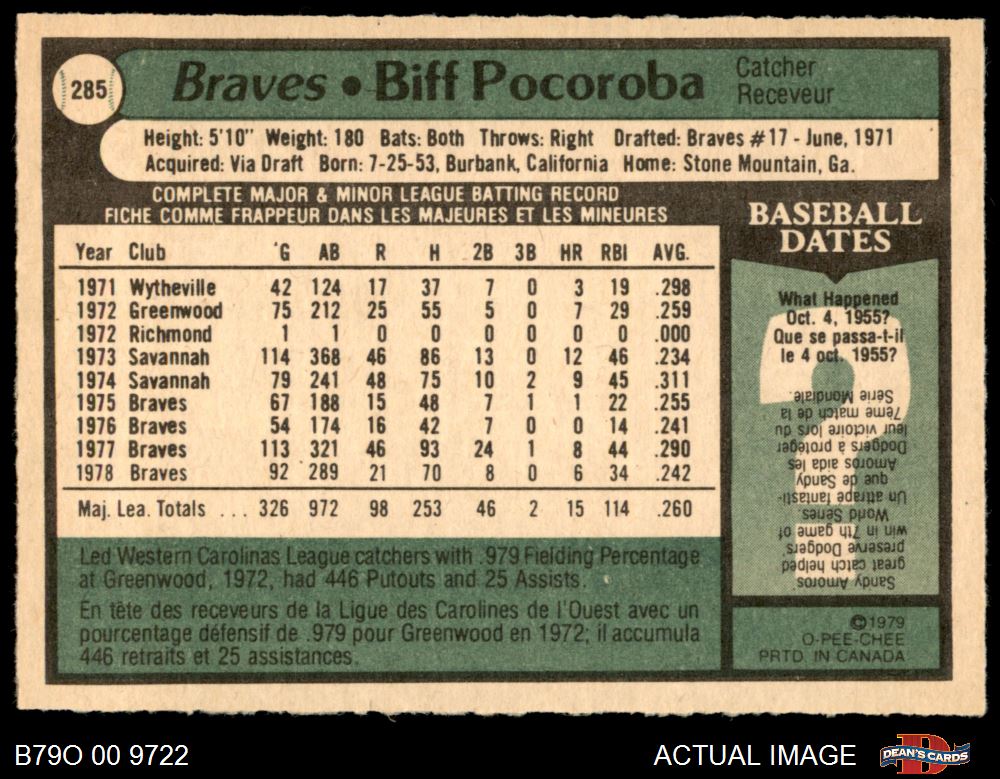 285
Braves • Biff Pocoroba
Catcher
Receveur
Height: 5'10" Weight: 180 Bats: Both Throws: Right Drafted: Braves #17 - June, 1971
Acquired: Via Draft Born: 7-25-53, Burbank, California Home: Stone Mountain, Ga.
COMPLETE MAJOR & MINOR LEAGUE BATTING RECORD
FICHE COMME FRAPPEUR DANS LES MAJEURES ET LES MINEURES
Year Club G AB R H 2B 3B HR RBI AVG.
1971 Wytheville 42 124 17 37 7 0 3 19 .298
1972 Greenwood 75 212 25 55 5 0 7 29 .259
1972 Richmond 1 1 0 0 0 0 0 0 .000
1973 Savannah 114 368 46 86 13 0 12 46 .234
1974 Savannah 79 241 48 75 10 2 9 45 .311
1975 Braves 67 188 15 48 7 1 1 22 .255
1976 Braves 54 174 16 42 7 0 0 14 .241
1977 Braves 113 321 46 93 24 1 8 44 .290
1978 Braves 92 289 21 70 8 0 6 34 .242
Maj. Lea. Totals ... 326 972 98 253 46 2 15 114 .260
Led Western Carolinas League catchers with .979 Fielding Percentage
at Greenwood, 1972, had 446 Putouts and 25 Assists.
En tête des receveurs de la Ligue des Carolines de l'Ouest avec un
pourcentage défensif de .979 pour Greenwood en 1972; il accumula
446 retraits et 25 assistances.
BASEBALL
DATES
What Happened
Oct. 4, 1955?
Que se passa-t-il
le 4 oct. 1955?
Sandy Amoros
great catch helped
preserve Dodgers'
win in 7th game of
World Series.
Un attrape fantasti-
que de Sandy
Amoros aida les
Dodgers à protéger
leur victoire lors du
7ème match de la
Série Mondiale.
©1979
O-PEE-CHEE
PRTD. IN CANADA
B79O 00 9722
ACTUAL IMAGE
DEAN'S CARDS